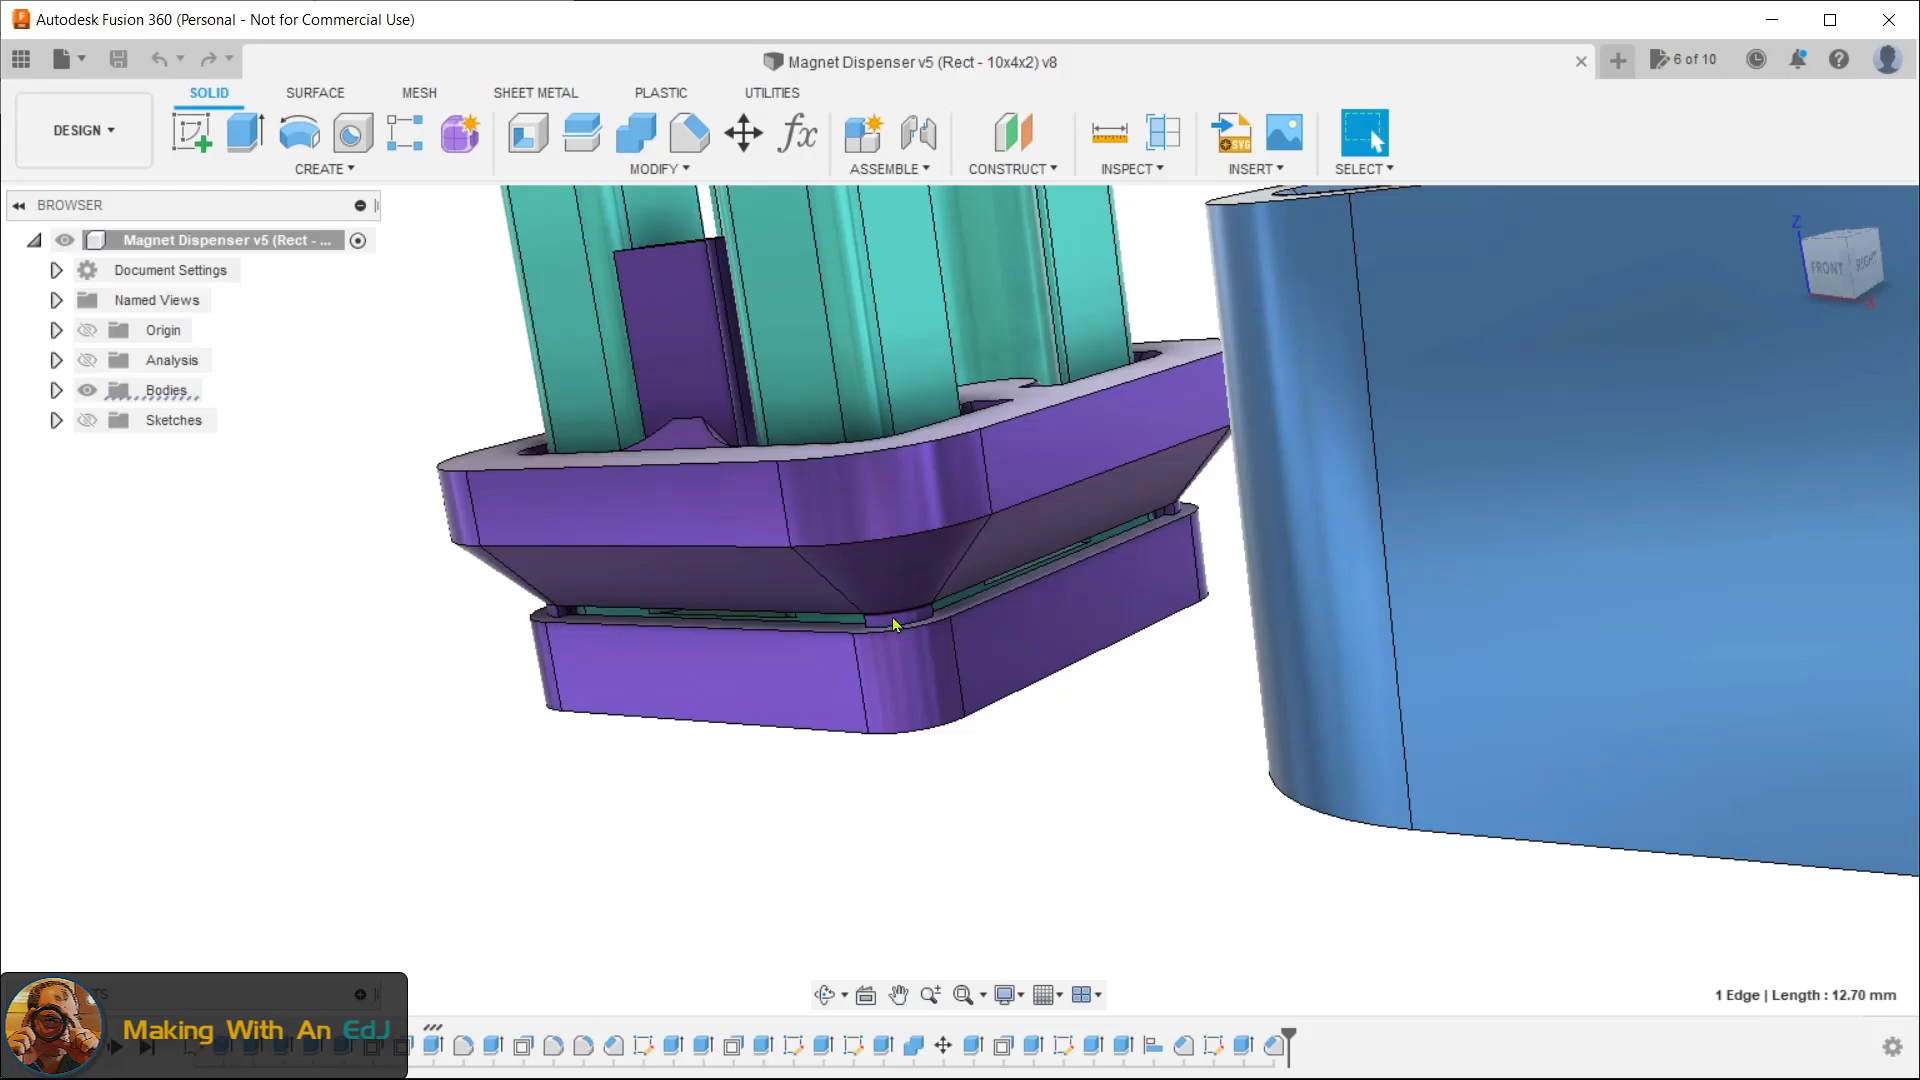 Autodesk Fusion 360 (Personal - Not for Commercial Use)
Magnet Dispenser v5 (Rect - 10x4x2) v8
6 of 10
DESIGN
SOLID
SURFACE
MESH
SHEET METAL
PLASTIC
UTILITIES
CREATE
MODIFY
ASSEMBLE
CONSTRUCT
INSPECT
INSERT
SELECT
fx
SVG
BROWSER
Magnet Dispenser v5 (Rect - ...
Document Settings
Named Views
Origin
Analysis
Bodies
Sketches
Z
FRONT
RIGHT
X
1 Edge | Length : 12.70 mm
Making With An EdJ